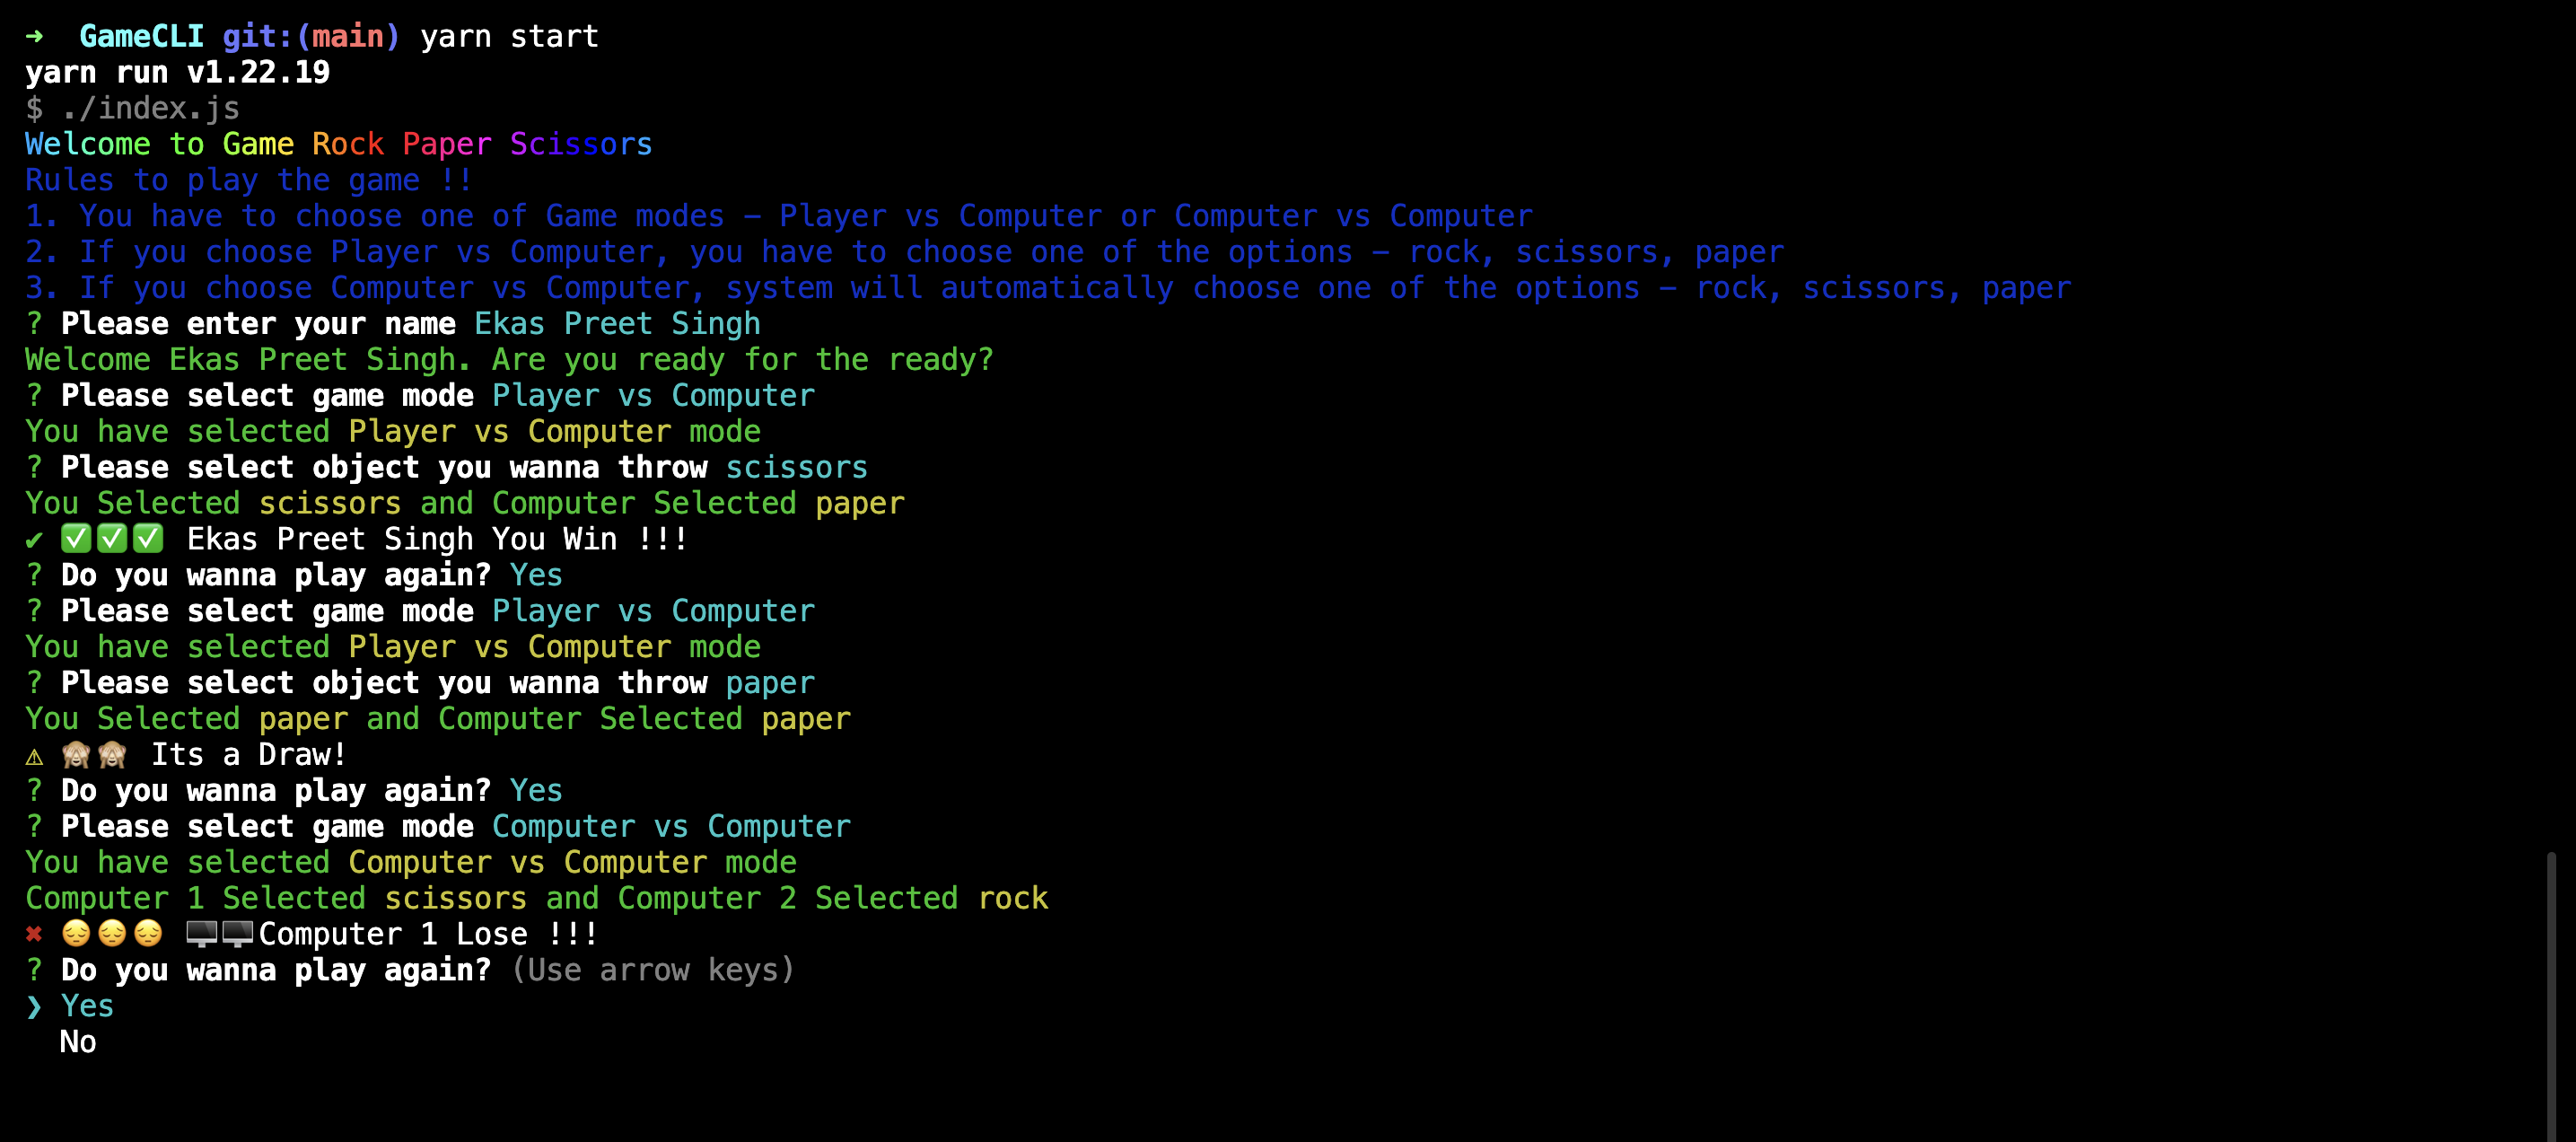 ➜  GameCLI git:(main) yarn start
yarn run v1.22.19
$ ./index.js
Welcome to Game Rock Paper Scissors
Rules to play the game !!
1. You have to choose one of Game modes – Player vs Computer or Computer vs Computer
2. If you choose Player vs Computer, you have to choose one of the options – rock, scissors, paper
3. If you choose Computer vs Computer, system will automatically choose one of the options – rock, scissors, paper
? Please enter your name Ekas Preet Singh
Welcome Ekas Preet Singh. Are you ready for the ready?
? Please select game mode Player vs Computer
You have selected Player vs Computer mode
? Please select object you wanna throw scissors
You Selected scissors and Computer Selected paper
✔ ✅✅✅ Ekas Preet Singh You Win !!!
? Do you wanna play again? Yes
? Please select game mode Player vs Computer
You have selected Player vs Computer mode
? Please select object you wanna throw paper
You Selected paper and Computer Selected paper
⚠ 🙈🙈 Its a Draw!
? Do you wanna play again? Yes
? Please select game mode Computer vs Computer
You have selected Computer vs Computer mode
Computer 1 Selected scissors and Computer 2 Selected rock
✖ 😔😔😔 🖥️🖥️Computer 1 Lose !!!
? Do you wanna play again? (Use arrow keys)
❯ Yes
  No